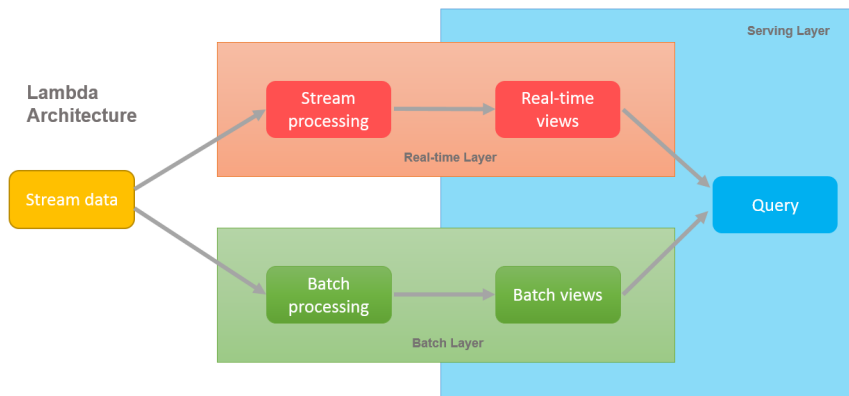 Serving Layer
Lambda
Architecture
Stream
processing
Real-time
views
Real-time Layer
Stream data
Query
Batch
processing
Batch views
Batch Layer